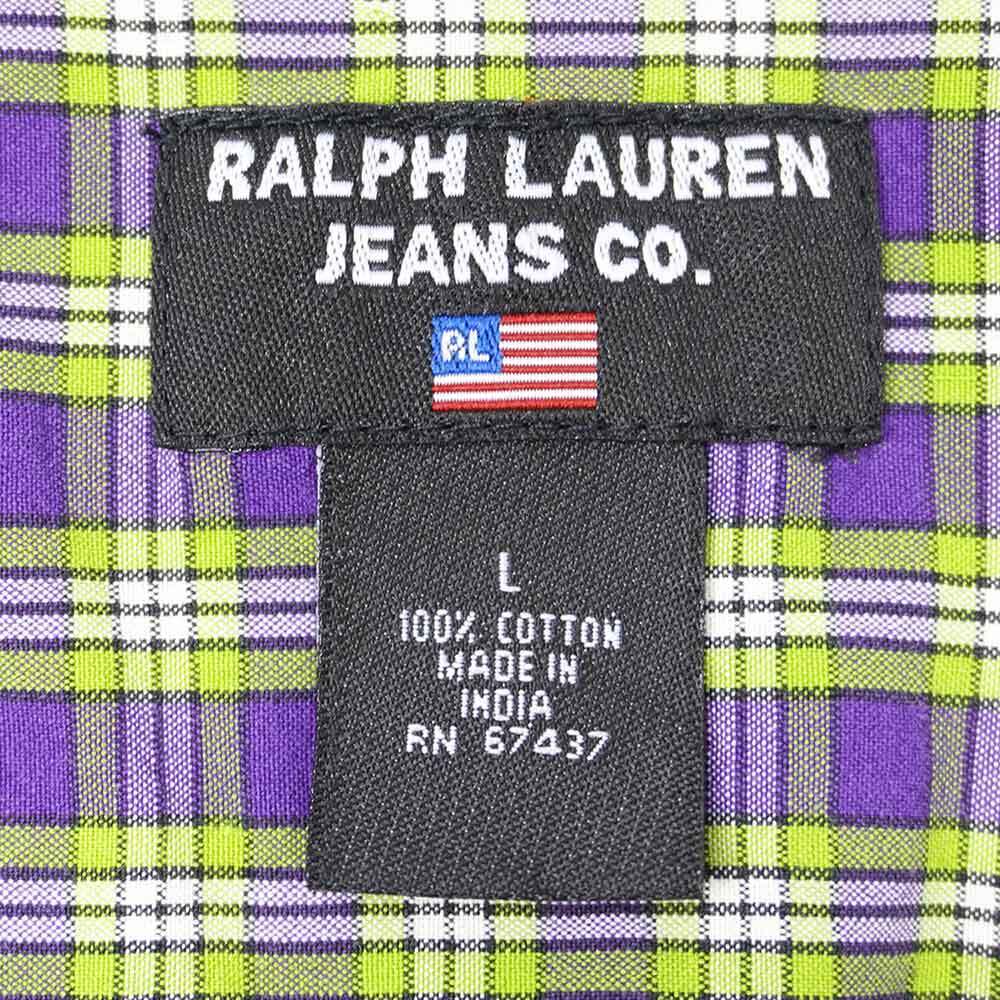 RALPH LAUREN
JEANS CO.
RL
L
100% COTTON
MADE IN
INDIA
RN 67437